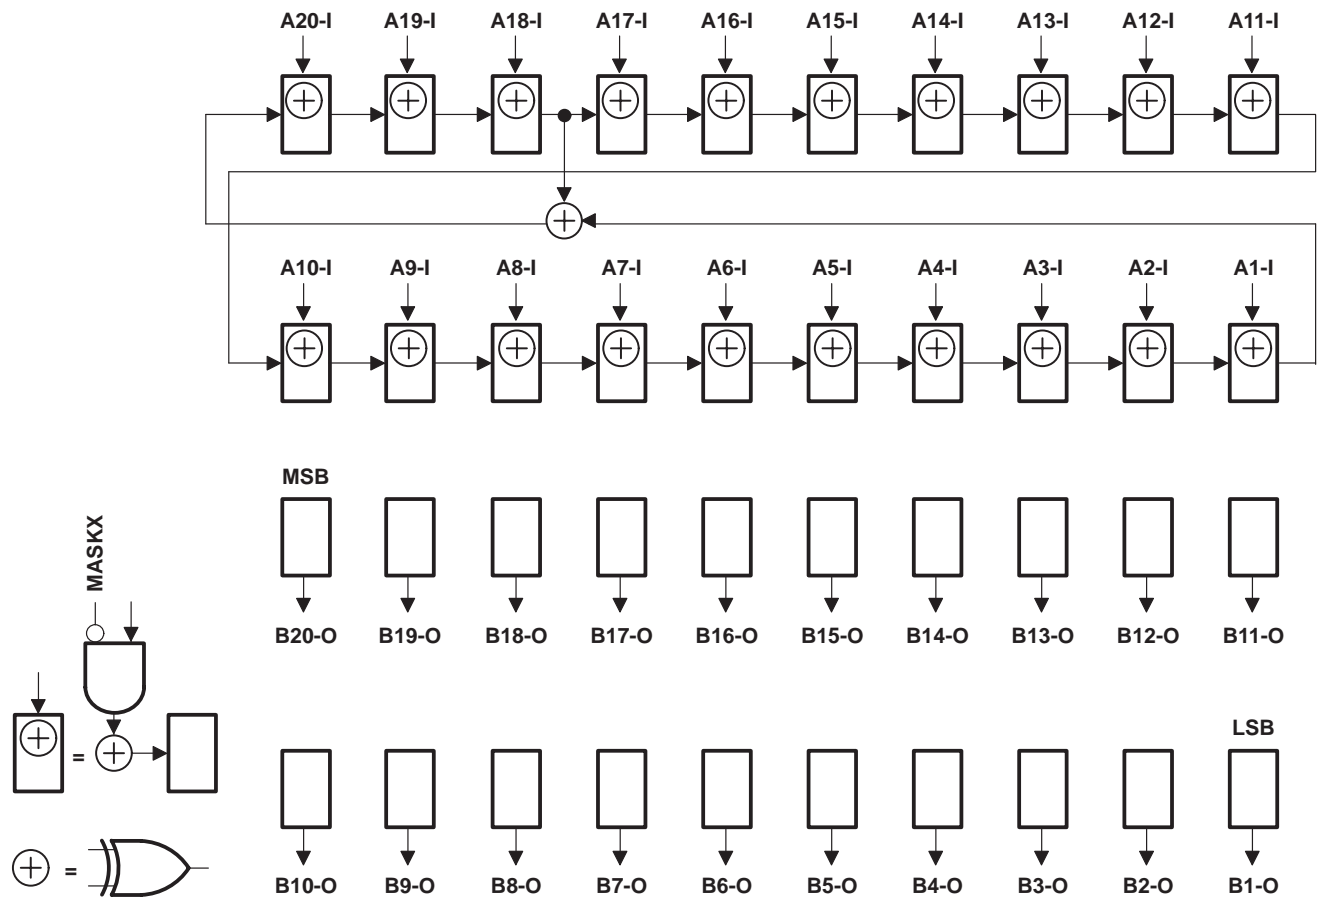 A20-I A19-I A18-I A17-I A16-I A15-I A14-I A13-I A12-I A11-I
A10-I A9-I A8-I A7-I A6-I A5-I A4-I A3-I A2-I A1-I
MSB
MASKX
B20-O B19-O B18-O B17-O B16-O B15-O B14-O B13-O B12-O B11-O
=
LSB
=
B10-O B9-O B8-O B7-O B6-O B5-O B4-O B3-O B2-O B1-O